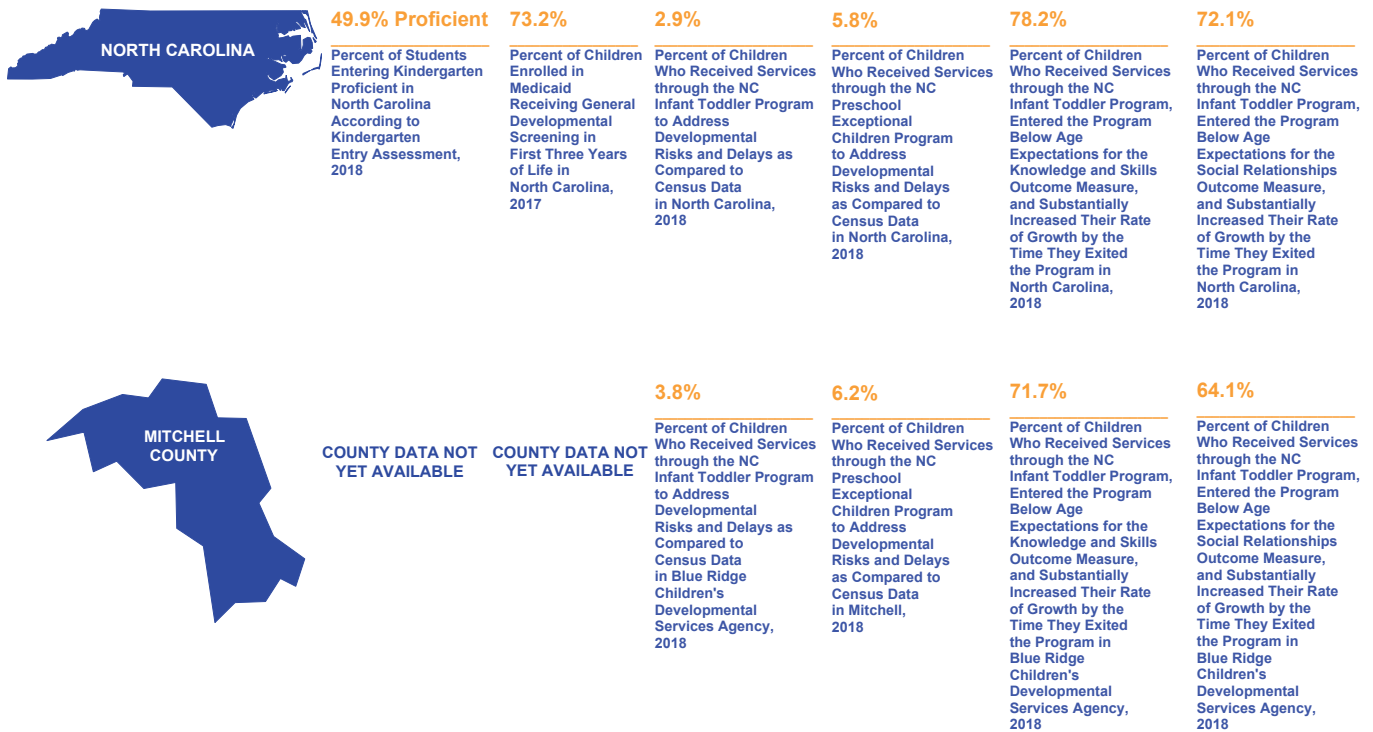 NORTH CAROLINA
49.9% Proficient
Percent of Students
Entering Kindergarten
Proficient in
North Carolina
According to
Kindergarten
Entry Assessment,
2018
73.2%
Percent of Children
Enrolled in
Medicaid
Receiving General
Developmental
Screening in
First Three Years
of Life in
North Carolina,
2017
2.9%
Percent of Children
Who Received Services
through the NC
Infant Toddler Program
to Address
Developmental
Risks and Delays as
Compared to
Census Data
in North Carolina,
2018
5.8%
Percent of Children
Who Received Services
through the NC
Preschool
Exceptional
Children Program
to Address
Developmental
Risks and Delays
as Compared to
Census Data
in North Carolina,
2018
78.2%
Percent of Children
Who Received Services
through the NC
Infant Toddler Program,
Entered the Program
Below Age
Expectations for the
Knowledge and Skills
Outcome Measure,
and Substantially
Increased Their Rate
of Growth by the
Time They Exited
the Program in
North Carolina,
2018
72.1%
Percent of Children
Who Received Services
through the NC
Infant Toddler Program,
Entered the Program
Below Age
Expectations for the
Social Relationships
Outcome Measure,
and Substantially
Increased Their Rate
of Growth by the
Time They Exited
the Program in
North Carolina,
2018
MITCHELL
COUNTY
COUNTY DATA NOT
YET AVAILABLE
COUNTY DATA NOT
YET AVAILABLE
3.8%
Percent of Children
Who Received Services
through the NC
Infant Toddler Program
to Address
Developmental
Risks and Delays as
Compared to
Census Data
in Blue Ridge
Children's
Developmental
Services Agency,
2018
6.2%
Percent of Children
Who Received Services
through the NC
Preschool
Exceptional
Children Program
to Address
Developmental
Risks and Delays
as Compared to
Census Data
in Mitchell,
2018
71.7%
Percent of Children
Who Received Services
through the NC
Infant Toddler Program,
Entered the Program
Below Age
Expectations for the
Knowledge and Skills
Outcome Measure,
and Substantially
Increased Their Rate
of Growth by the
Time They Exited
the Program in
Blue Ridge
Children's
Developmental
Services Agency,
2018
64.1%
Percent of Children
Who Received Services
through the NC
Infant Toddler Program,
Entered the Program
Below Age
Expectations for the
Social Relationships
Outcome Measure,
and Substantially
Increased Their Rate
of Growth by the
Time They Exited
the Program in
Blue Ridge
Children's
Developmental
Services Agency,
2018